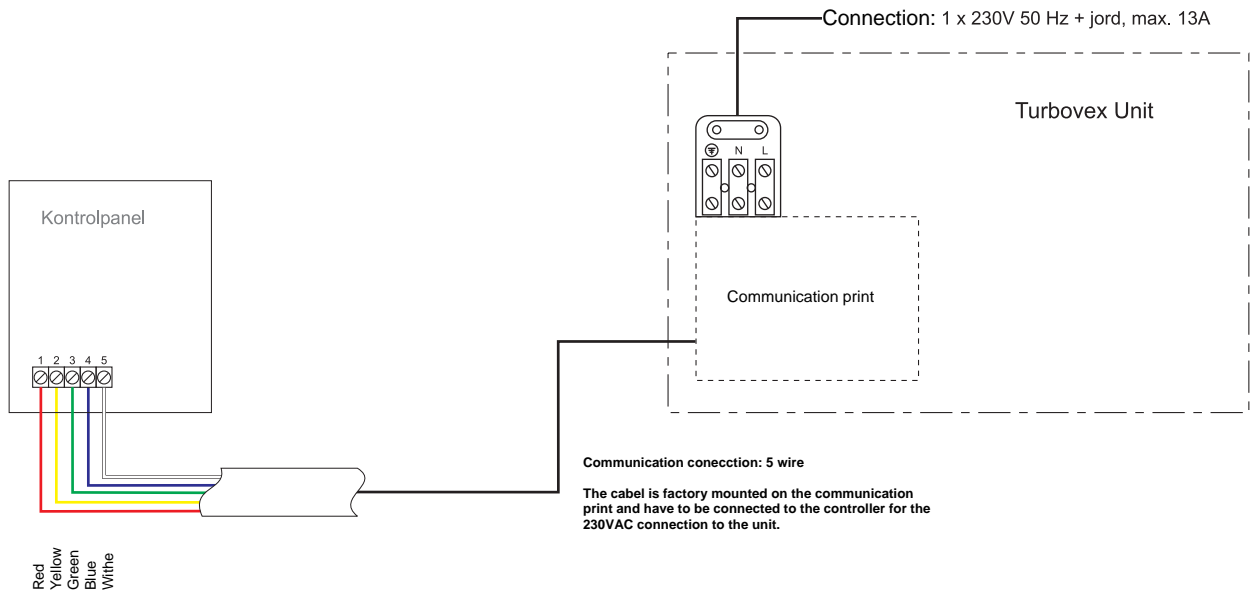 Connection: 1 x 230V 50 Hz + jord, max. 13A
Turbovex Unit
N L
Kontrolpanel
Communication print
1 2 3 4 5
Communication conecction: 5 wire
The cabel is factory mounted on the communication
print and have to be connected to the controller for the
230VAC connection to the unit.
Red
Yellow
Green
Blue
Withe